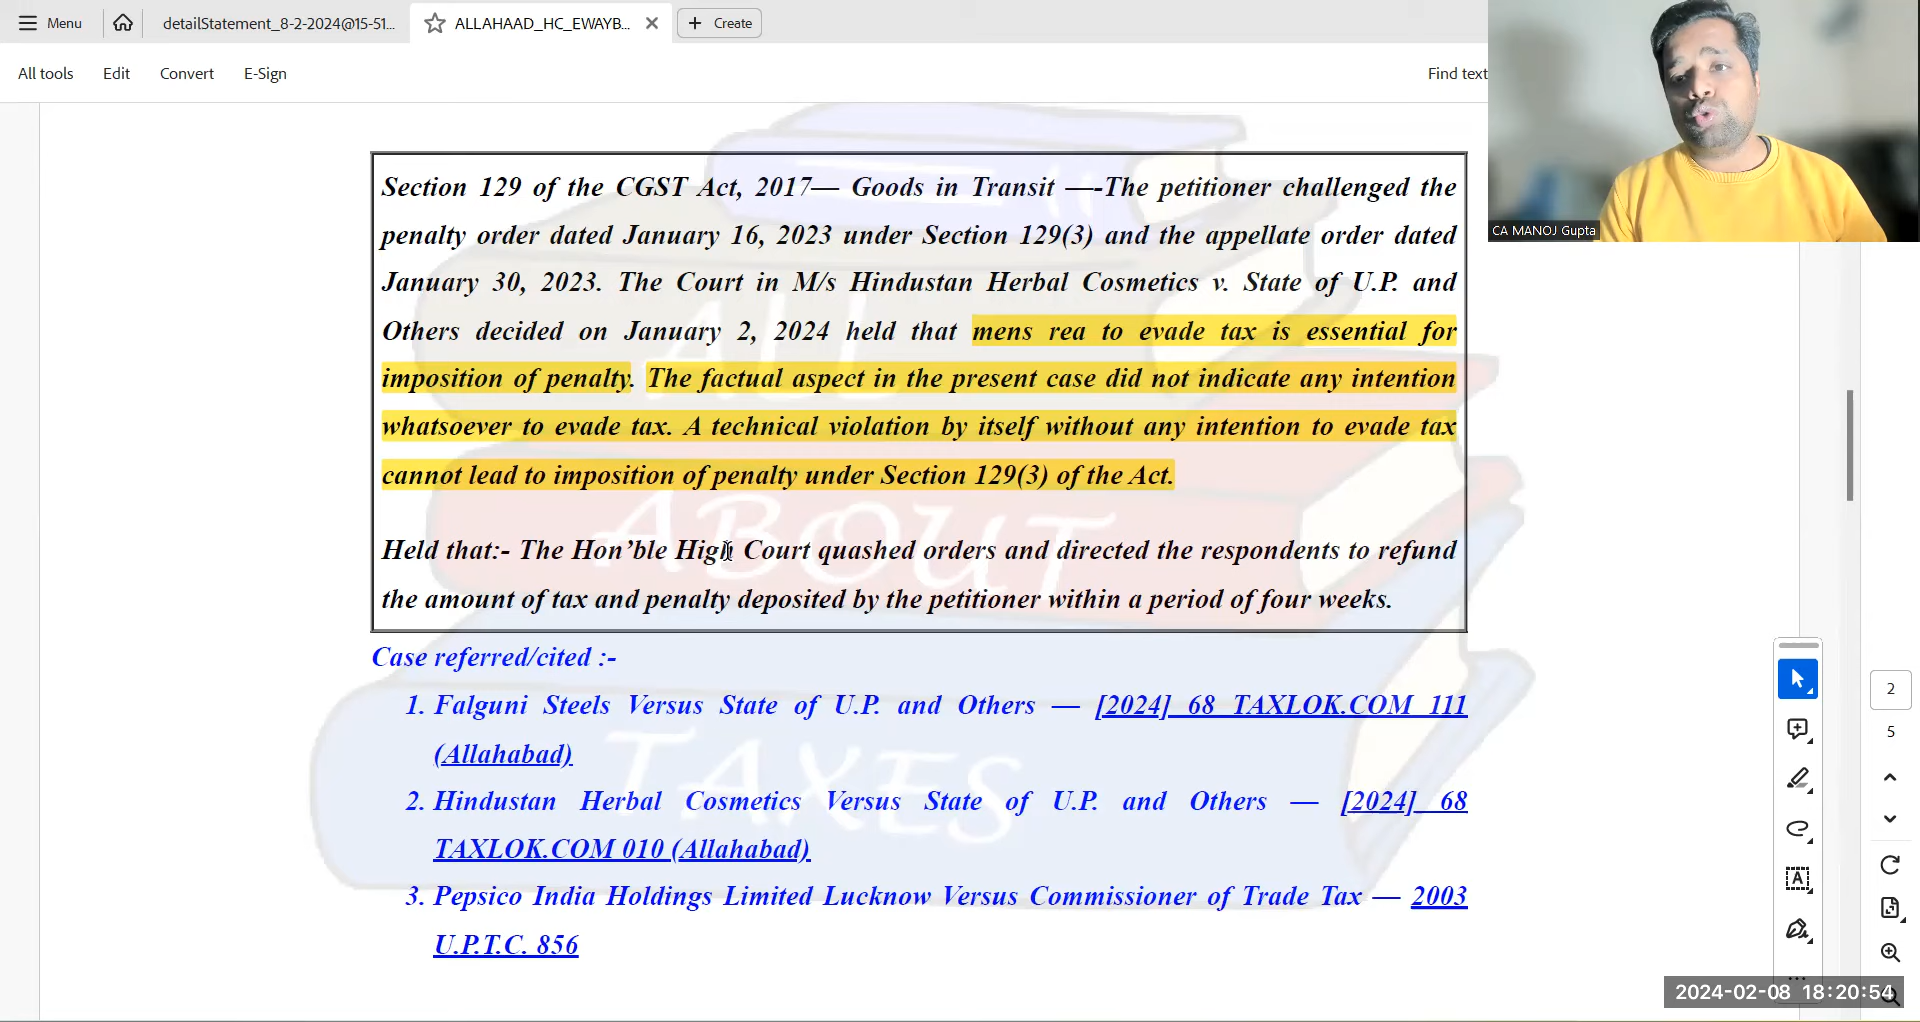 Menu
detailStatement_8-2-2024@15-51...
ALLAHAAD_HC_EWAYB...
Create
All tools
Edit
Convert
E-Sign
Find text
CA MANOJ Gupta
Section 129 of the CGST Act, 2017— Goods in Transit —-The petitioner challenged the
penalty order dated January 16, 2023 under Section 129(3) and the appellate order dated
January 30, 2023. The Court in M/s Hindustan Herbal Cosmetics v. State of U.P. and
Others decided on January 2, 2024 held that mens rea to evade tax is essential for
imposition of penalty. The factual aspect in the present case did not indicate any intention
whatsoever to evade tax. A technical violation by itself without any intention to evade tax
cannot lead to imposition of penalty under Section 129(3) of the Act.
Held that:- The Hon’ble High Court quashed orders and directed the respondents to refund
the amount of tax and penalty deposited by the petitioner within a period of four weeks.
Case referred/cited :-
1. Falguni Steels Versus State of U.P. and Others — [2024] 68 TAXLOK.COM 111
(Allahabad)
2. Hindustan Herbal Cosmetics Versus State of U.P. and Others — [2024] 68
TAXLOK.COM 010 (Allahabad)
3. Pepsico India Holdings Limited Lucknow Versus Commissioner of Trade Tax — 2003
U.P.T.C. 856
ALL
ABOUT
TAXES
2
5
2024-02-08 18:20:54